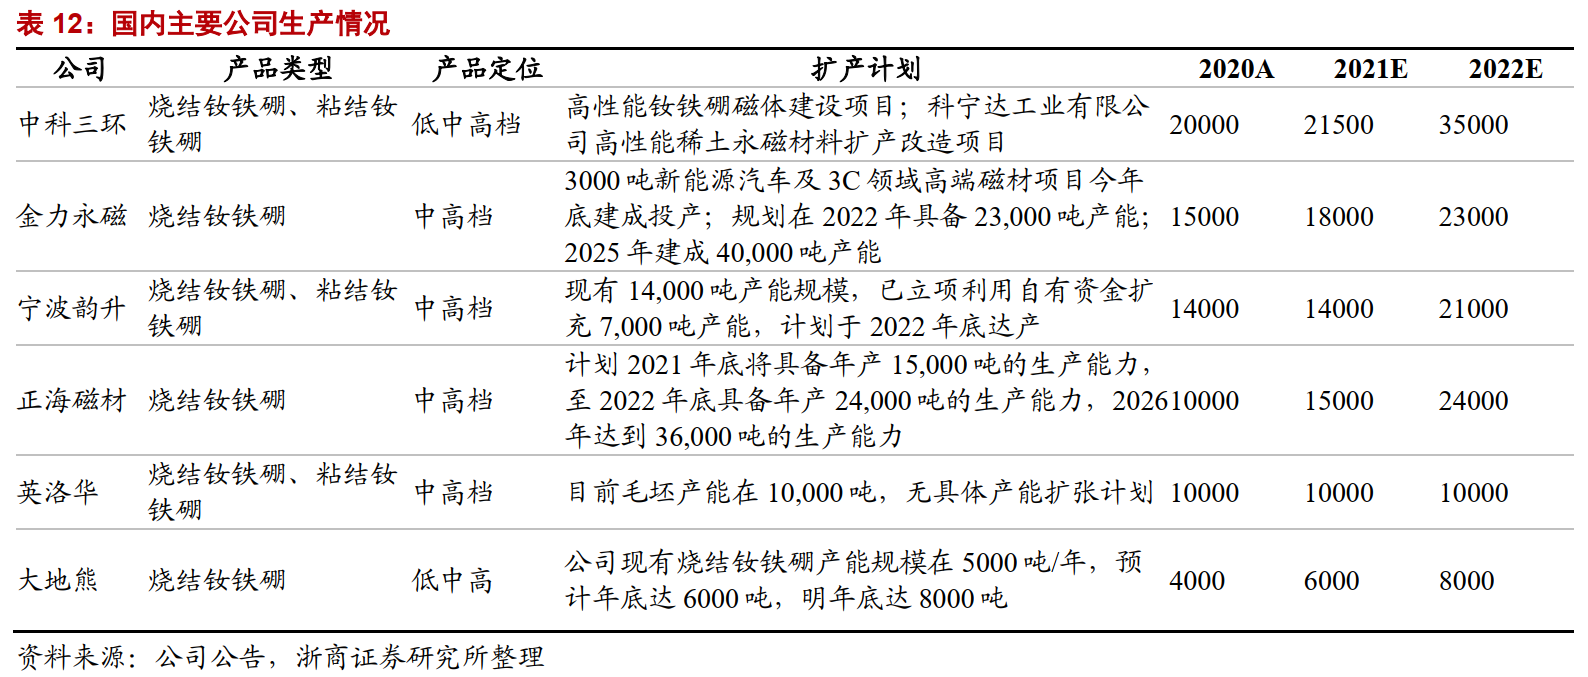 表 12：国内主要公司生产情况
公司 产品类型 产品定位 扩产计划 2020A 2021E 2022E
中科三环 烧结钕铁硼、粘结钕铁硼 低中高档 高性能钕铁硼磁体建设项目；科宁达工业有限公司高性能稀土永磁材料扩产改造项目 20000 21500 35000
金力永磁 烧结钕铁硼 中高档 3000 吨新能源汽车及 3C 领域高端磁材项目今年底建成投产；规划在 2022 年具备 23,000 吨产能；2025 年建成 40,000 吨产能 15000 18000 23000
宁波韵升 烧结钕铁硼、粘结钕铁硼 中高档 现有 14,000 吨产能规模，已立项利用自有资金扩充 7,000 吨产能，计划于 2022 年底达产 14000 14000 21000
正海磁材 烧结钕铁硼 中高档 计划 2021 年底将具备年产 15,000 吨的生产能力，至 2022 年底具备年产 24,000 吨的生产能力，2026 年达到 36,000 吨的生产能力 10000 15000 24000
英洛华 烧结钕铁硼、粘结钕铁硼 中高档 目前毛坯产能在 10,000 吨，无具体产能扩张计划 10000 10000 10000
大地熊 烧结钕铁硼 低中高 公司现有烧结钕铁硼产能规模在 5000 吨/年，预计年底达 6000 吨，明年底达 8000 吨 4000 6000 8000
资料来源：公司公告，浙商证券研究所整理